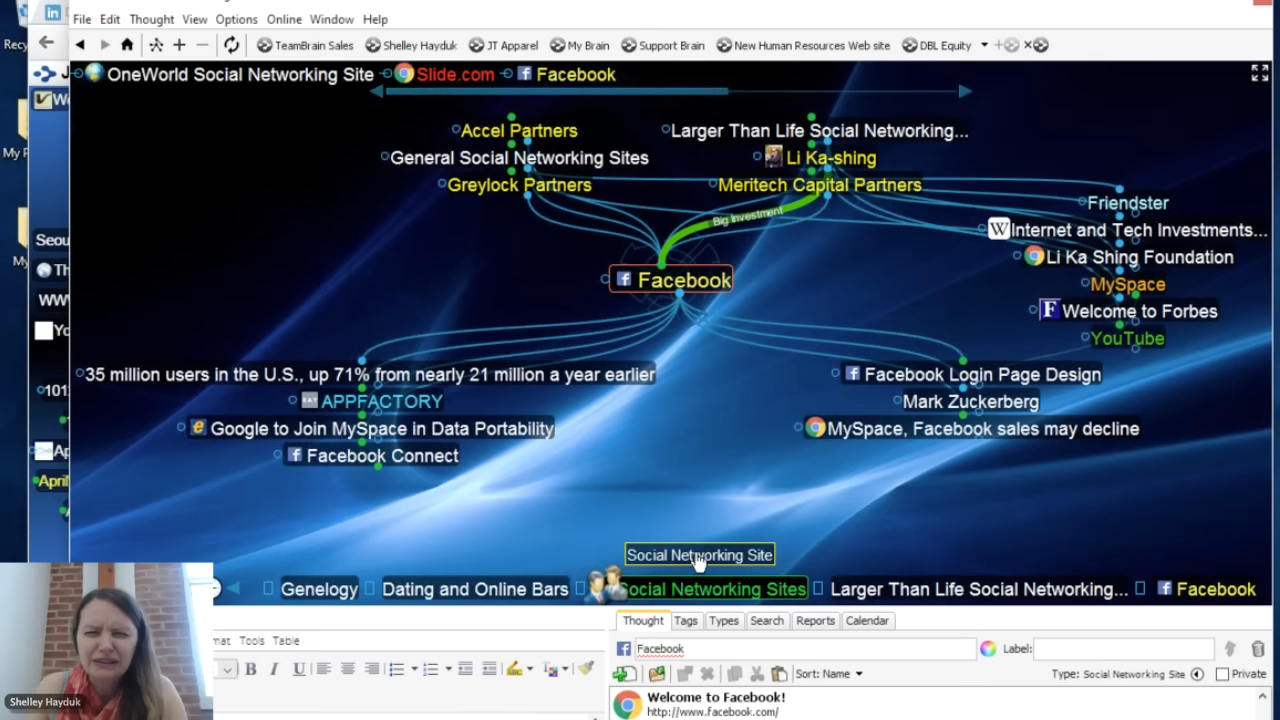 File Edit Thought View Options Online Window Help
TeamBrain Sales Shelley Hayduk JT Apparel My Brain Support Brain New Human Resources Web site DBL Equity
OneWorld Social Networking Site Slide.com Facebook
Accel Partners
General Social Networking Sites
Greylock Partners
Larger Than Life Social Networking...
Li Ka-shing
Meritech Capital Partners
Big Investment
Friendster
Internet and Tech Investments...
Li Ka Shing Foundation
MySpace
Welcome to Forbes
YouTube
Facebook
35 million users in the U.S., up 71% from nearly 21 million a year earlier
APPFACTORY
Google to Join MySpace in Data Portability
Facebook Connect
Facebook Login Page Design
Mark Zuckerberg
MySpace, Facebook sales may decline
Social Networking Site
Genelogy Dating and Online Bars Social Networking Sites Larger Than Life Social Networking... Facebook
Tools Table
B I U
Thought Tags Types Search Reports Calendar
Facebook Label:
Sort: Name Type: Social Networking Site Private
Welcome to Facebook!
http://www.facebook.com/
Shelley Hayduk